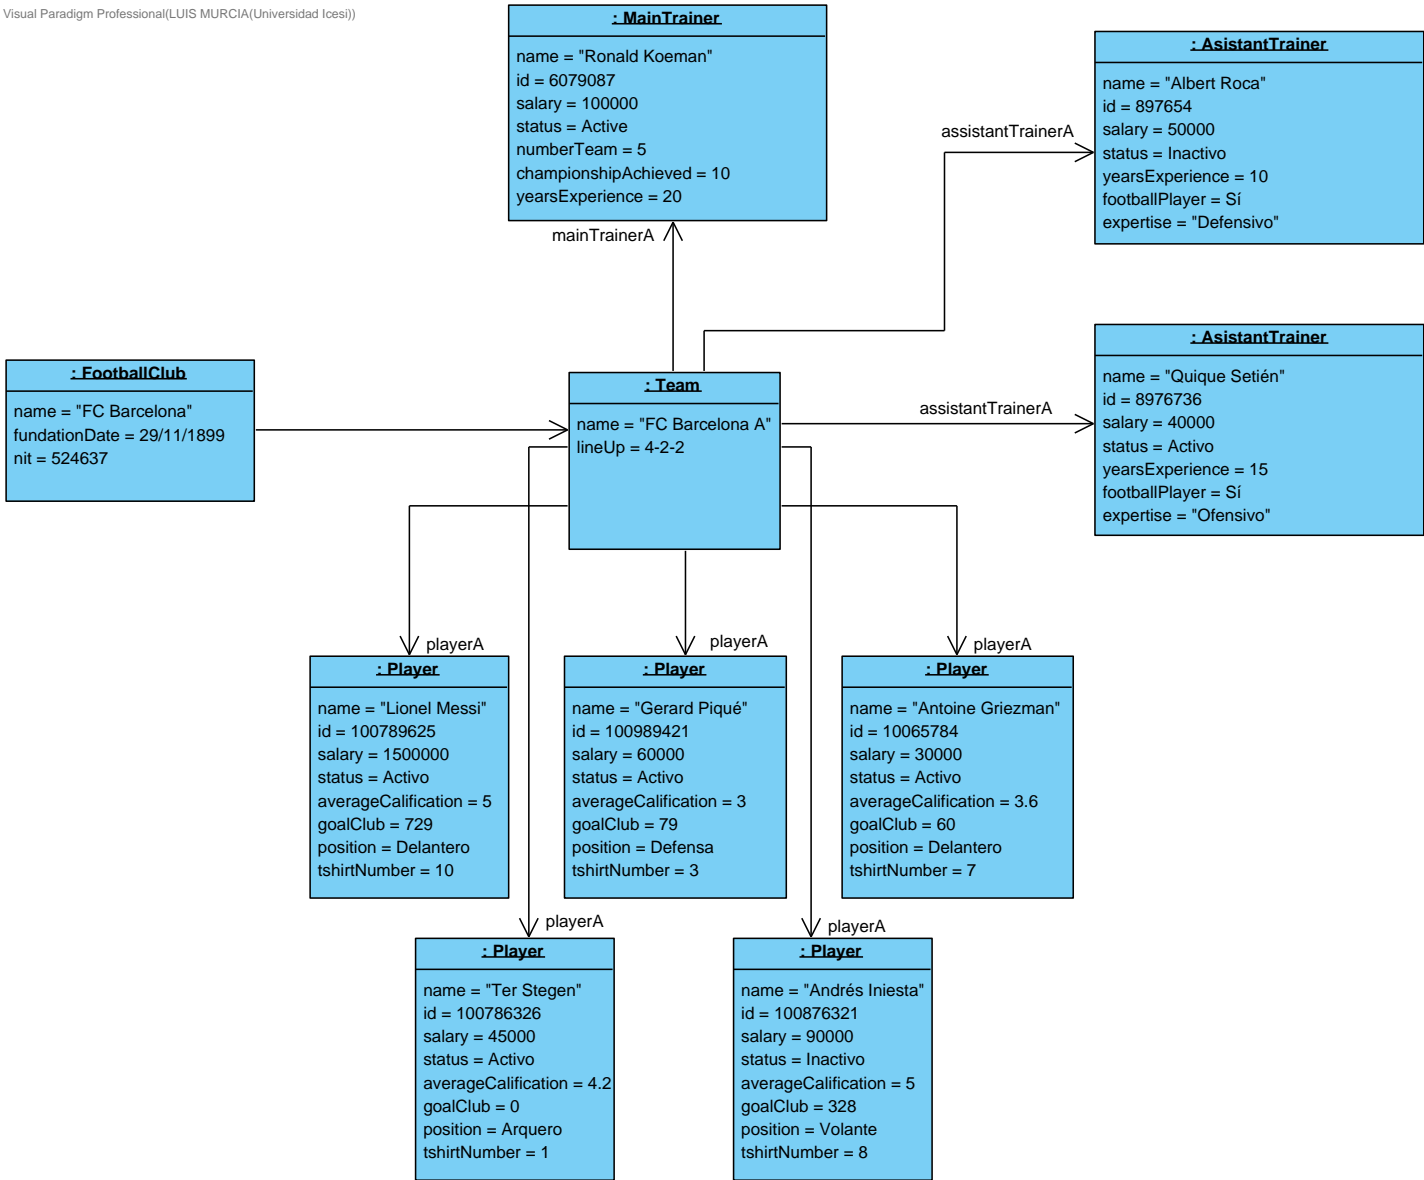 Visual Paradigm Professional(LUIS MURCIA(Universidad Icesi))
: MainTrainer
name = "Ronald Koeman"
id = 6079087
salary = 100000
status = Active
numberTeam = 5
championshipAchieved = 10
yearsExperience = 20
mainTrainerA
: AsistantTrainer
name = "Albert Roca"
id = 897654
salary = 50000
status = Inactivo
yearsExperience = 10
footballPlayer = Sí
expertise = "Defensivo"
assistantTrainerA
: AsistantTrainer
name = "Quique Setién"
id = 8976736
salary = 40000
status = Activo
yearsExperience = 15
footballPlayer = Sí
expertise = "Ofensivo"
assistantTrainerA
: FootballClub
name = "FC Barcelona"
fundationDate = 29/11/1899
nit = 524637
: Team
name = "FC Barcelona A"
lineUp = 4-2-2
playerA
: Player
name = "Lionel Messi"
id = 100789625
salary = 1500000
status = Activo
averageCalification = 5
goalClub = 729
position = Delantero
tshirtNumber = 10
playerA
: Player
name = "Gerard Piqué"
id = 100989421
salary = 60000
status = Activo
averageCalification = 3
goalClub = 79
position = Defensa
tshirtNumber = 3
playerA
: Player
name = "Antoine Griezman"
id = 10065784
salary = 30000
status = Activo
averageCalification = 3.6
goalClub = 60
position = Delantero
tshirtNumber = 7
playerA
: Player
name = "Ter Stegen"
id = 100786326
salary = 45000
status = Activo
averageCalification = 4.2
goalClub = 0
position = Arquero
tshirtNumber = 1
playerA
: Player
name = "Andrés Iniesta"
id = 100876321
salary = 90000
status = Inactivo
averageCalification = 5
goalClub = 328
position = Volante
tshirtNumber = 8